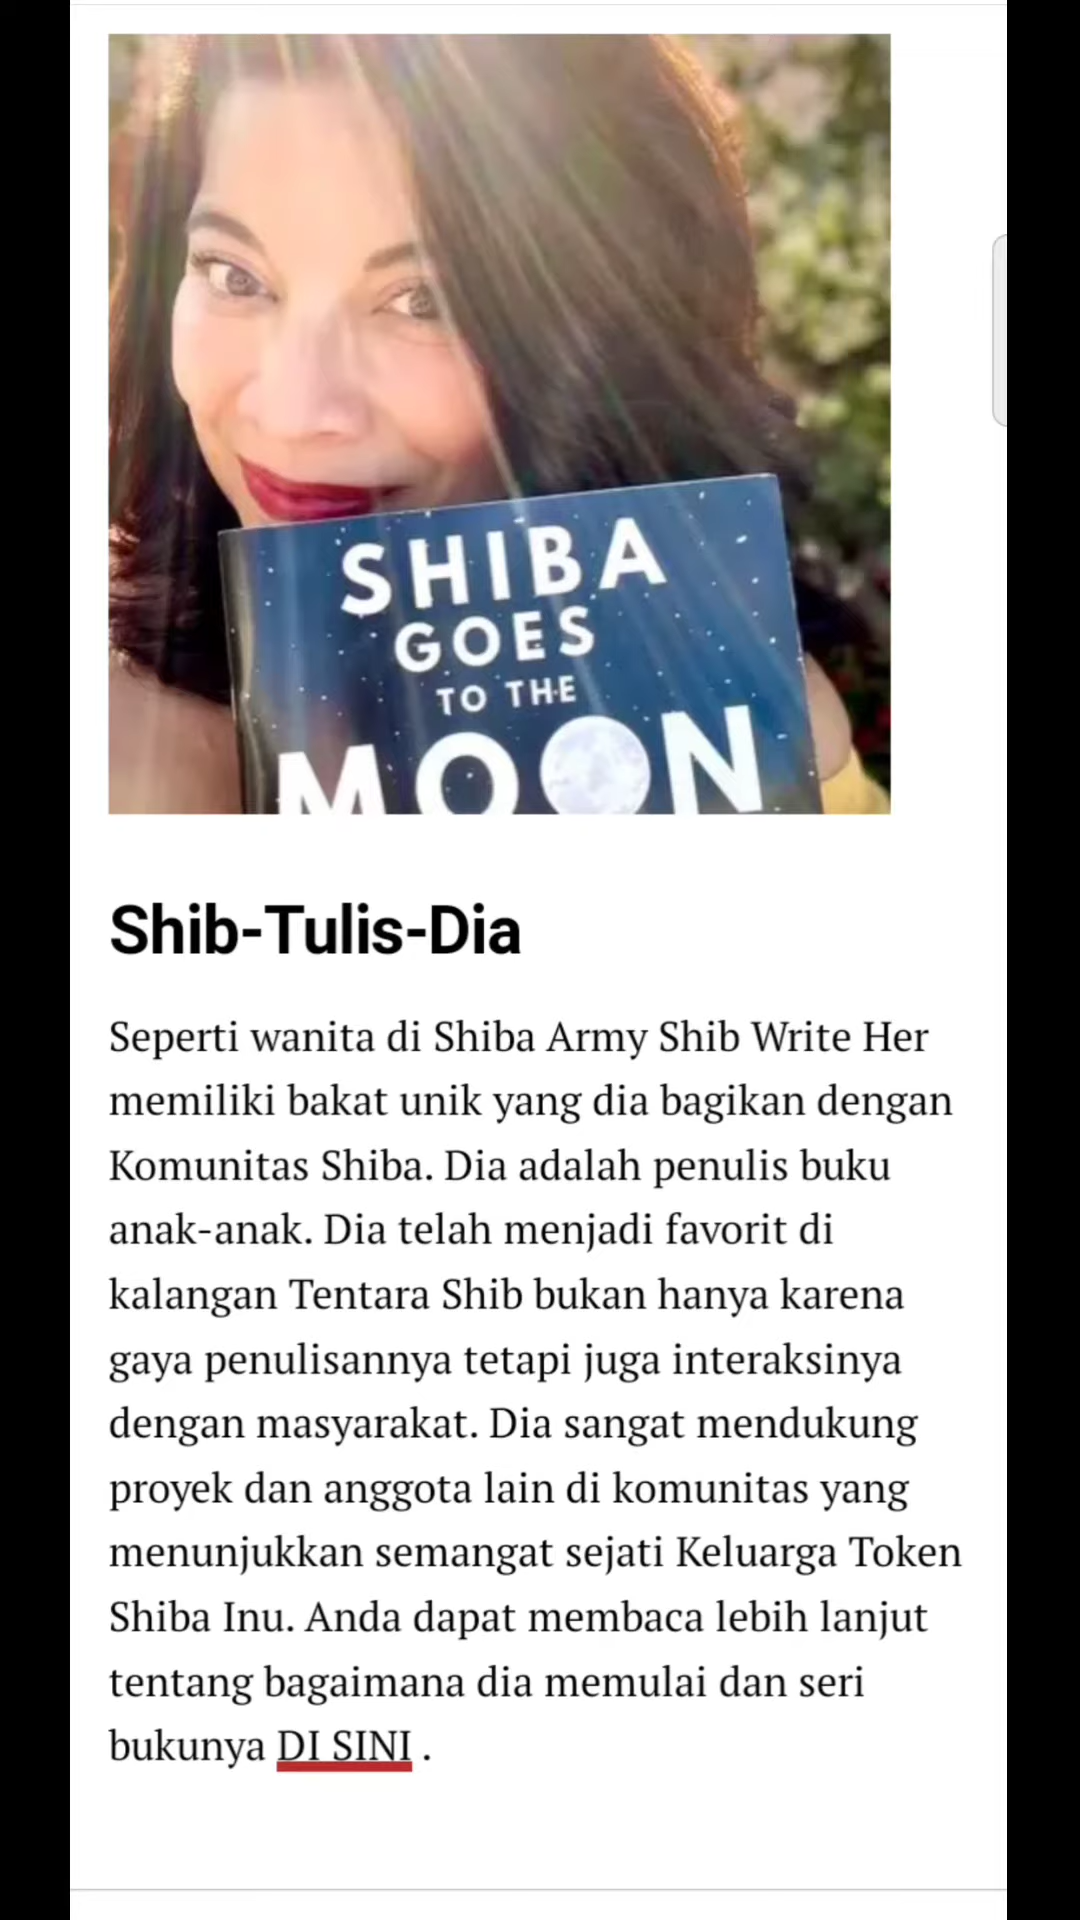 SHIBA
GOES
TO THE
MOON
Shib-Tulis-Dia
Seperti wanita di Shiba Army Shib Write Her
memiliki bakat unik yang dia bagikan dengan
Komunitas Shiba. Dia adalah penulis buku
anak-anak. Dia telah menjadi favorit di
kalangan Tentara Shib bukan hanya karena
gaya penulisannya tetapi juga interaksinya
dengan masyarakat. Dia sangat mendukung
proyek dan anggota lain di komunitas yang
menunjukkan semangat sejati Keluarga Token
Shiba Inu. Anda dapat membaca lebih lanjut
tentang bagaimana dia memulai dan seri
bukunya DI SINI .